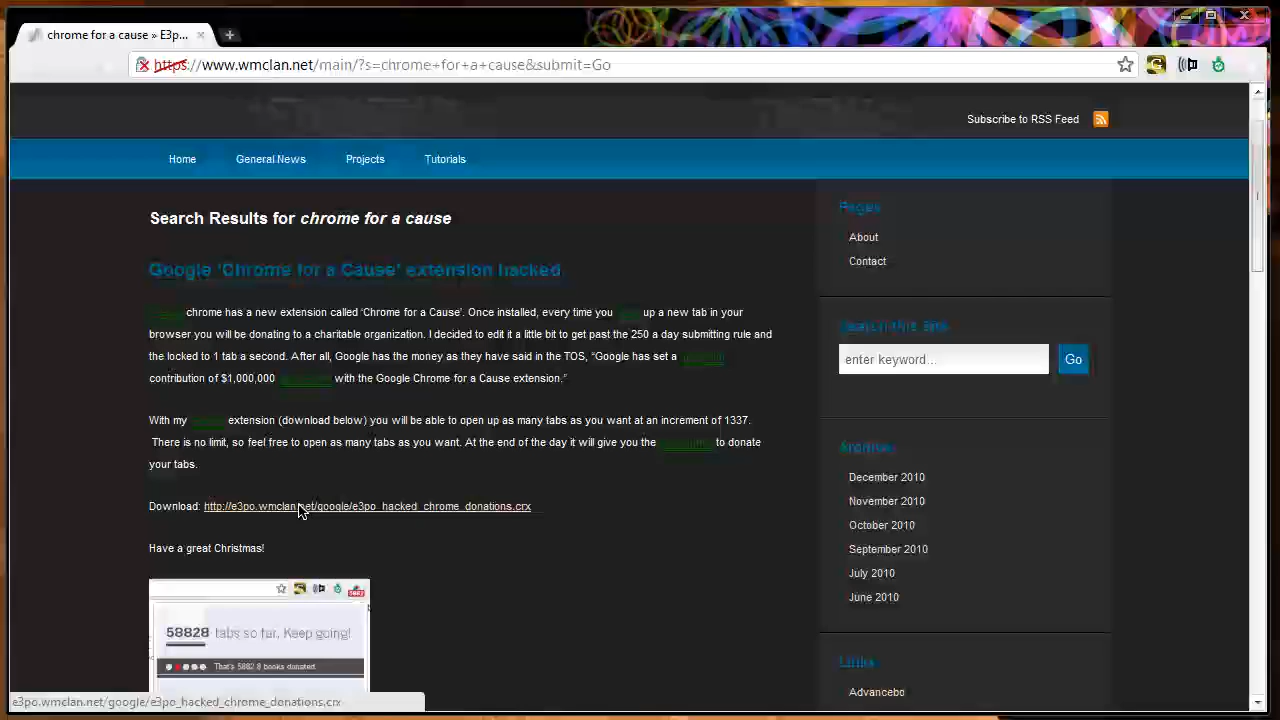 chrome for a cause » E3p...
https://www.wmclan.net/main/?s=chrome+for+a+cause&submit=Go
Subscribe to RSS Feed
Home General News Projects Tutorials
Search Results for chrome for a cause
Google 'Chrome for a Cause' extension hacked
chrome has a new extension called 'Chrome for a Cause'. Once installed, every time you up a new tab in your
browser you will be donating to a charitable organization. I decided to edit it a little bit to get past the 250 a day submitting rule and
the locked to 1 tab a second. After all, Google has the money as they have said in the TOS, "Google has set a
contribution of $1,000,000 with the Google Chrome for a Cause extension."
With my extension (download below) you will be able to open up as many tabs as you want at an increment of 1337.
There is no limit, so feel free to open as many tabs as you want. At the end of the day it will give you the to donate
your tabs.
Download: http://e3po.wmclan.net/google/e3po_hacked_chrome_donations.crx
Have a great Christmas!
58828 tabs so far. Keep going!
That's 5882.8 books donated.
Pages
About
Contact
Search this Site
enter keyword... Go
Archive
December 2010
November 2010
October 2010
September 2010
July 2010
June 2010
Links
Advancebo
e3po.wmclan.net/google/e3po_hacked_chrome_donations.crx